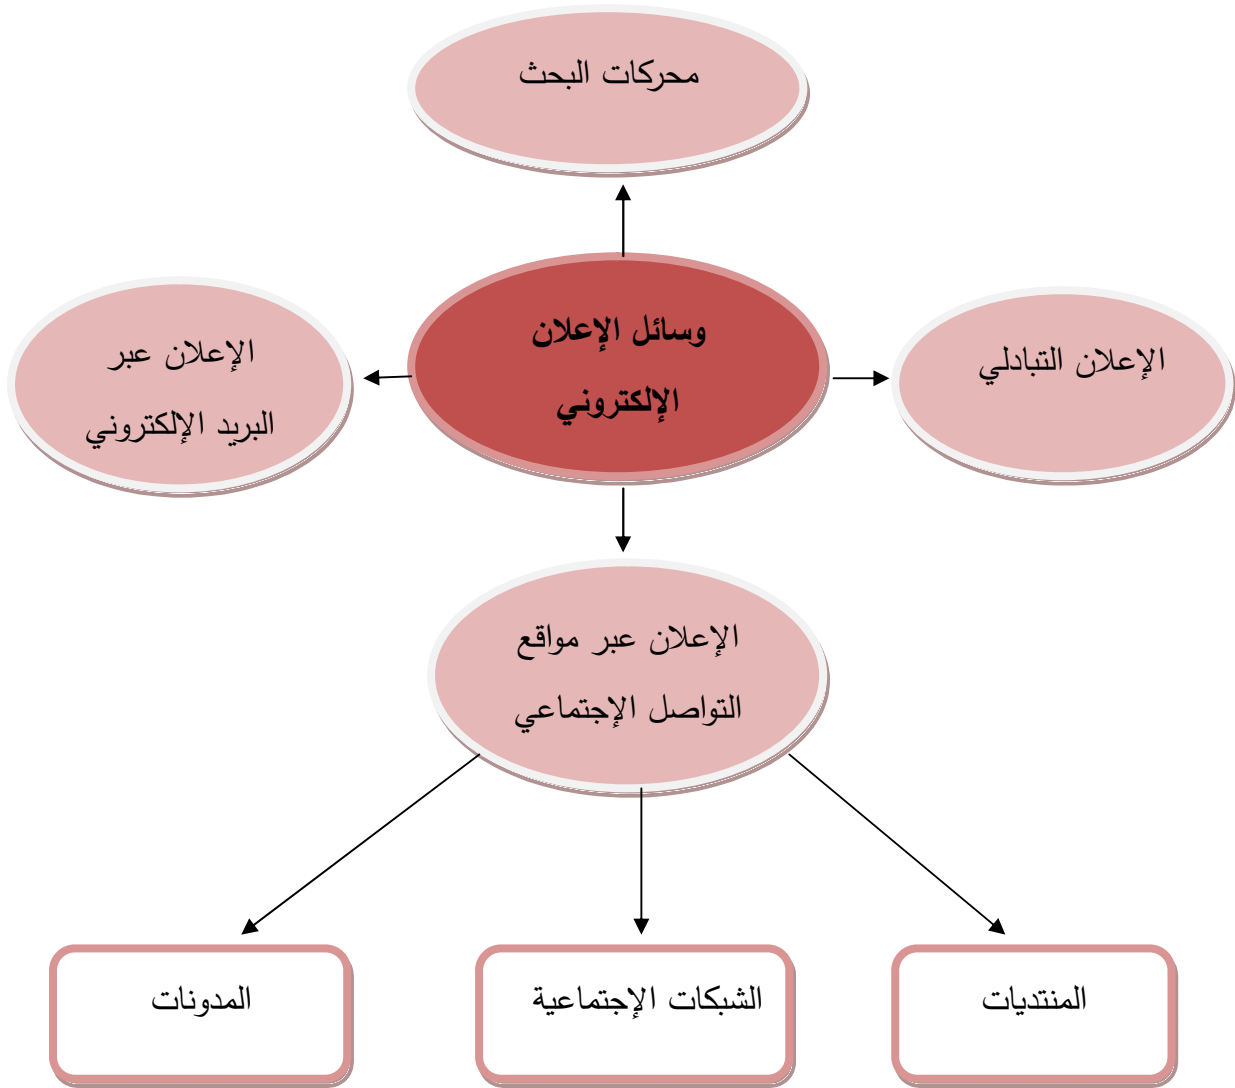 محركات البحث
وسائل الإعلان
الإلكتروني
الإعلان التبادلي
الإعلان عبر
البريد الإلكتروني
الإعلان عبر مواقع
التواصل الإجتماعي
المنتديات
الشبكات الإجتماعية
المدونات